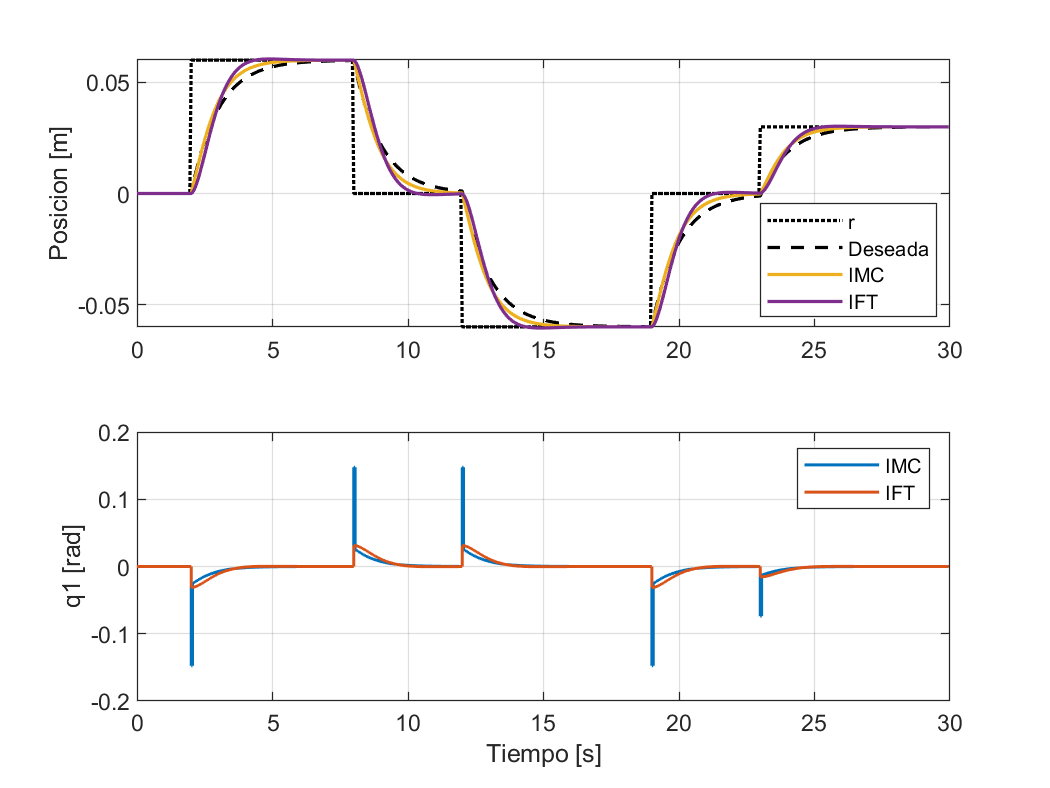 0.05
0
-0.05
Posicion [m]
r
Deseada
IMC
IFT
0 5 10 15 20 25 30
0.2
0.1
0
-0.1
-0.2
q1 [rad]
IMC
IFT
0 5 10 15 20 25 30
Tiempo [s]